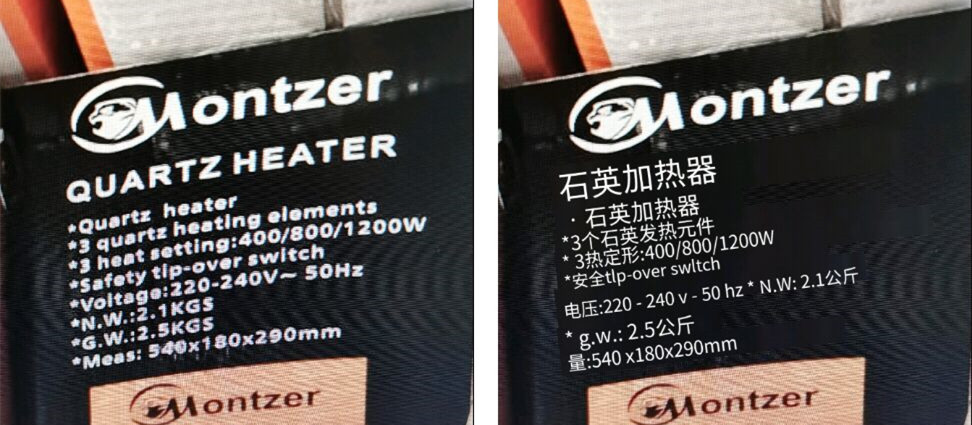 Montzer
QUARTZ HEATER
*Quartz heater
*3 quartz heating elements
*3 heat setting:400/800/1200W
*Safety tip-over switch
*Voltage:220-240V~ 50Hz
*N.W.:2.1KGS
*G.W.:2.5KGS
*Meas: 540x180x290mm
Montzer
Montzer
石英加热器
·石英加热器
*3个石英发热元件
* 3热定形:400/800/1200W
*安全tlp-over swltch
电压:220 - 240 v - 50 hz * N.W: 2.1公斤
* g.w.: 2.5公斤
量:540 x180x290mm
Montzer